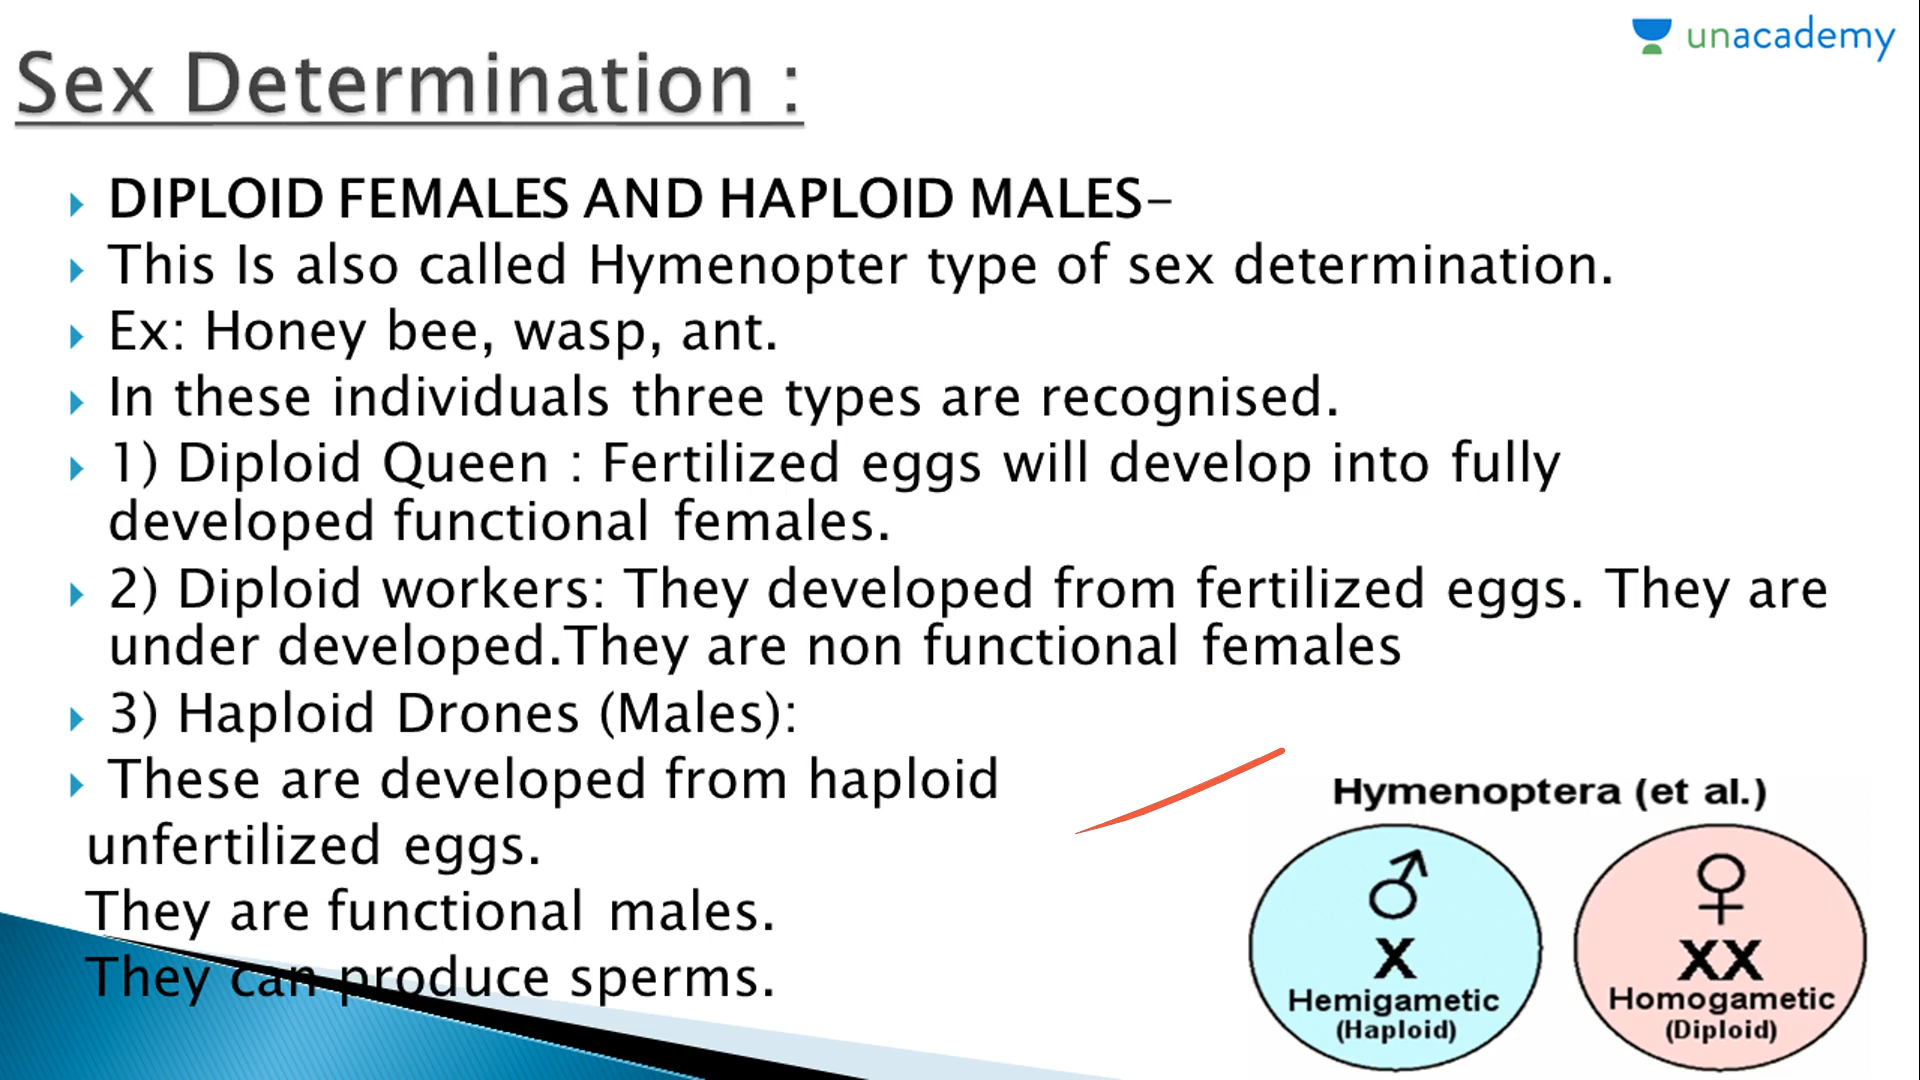 unacademy
Sex Determination :
DIPLOID FEMALES AND HAPLOID MALES-
This Is also called Hymenopter type of sex determination.
Ex: Honey bee, wasp, ant.
In these individuals three types are recognised.
1) Diploid Queen : Fertilized eggs will develop into fully
developed functional females.
2) Diploid workers: They developed from fertilized eggs. They are
under developed.They are non functional females
3) Haploid Drones (Males):
These are developed from haploid
unfertilized eggs.
They are functional males.
They can produce sperms.
Hymenoptera (et al.)
♂
X
Hemigametic
(Haploid)
♀
XX
Homogametic
(Diploid)